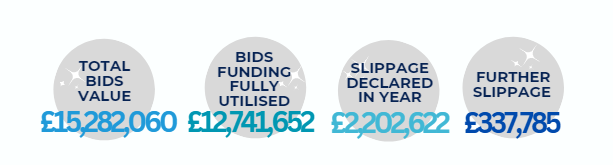 TOTAL
BIDS
VALUE
£15,282,060
BIDS
FUNDING
FULLY
UTILISED
£12,741,652
SLIPPAGE
DECLARED
IN YEAR
£2,202,622
FURTHER
SLIPPAGE
£337,785